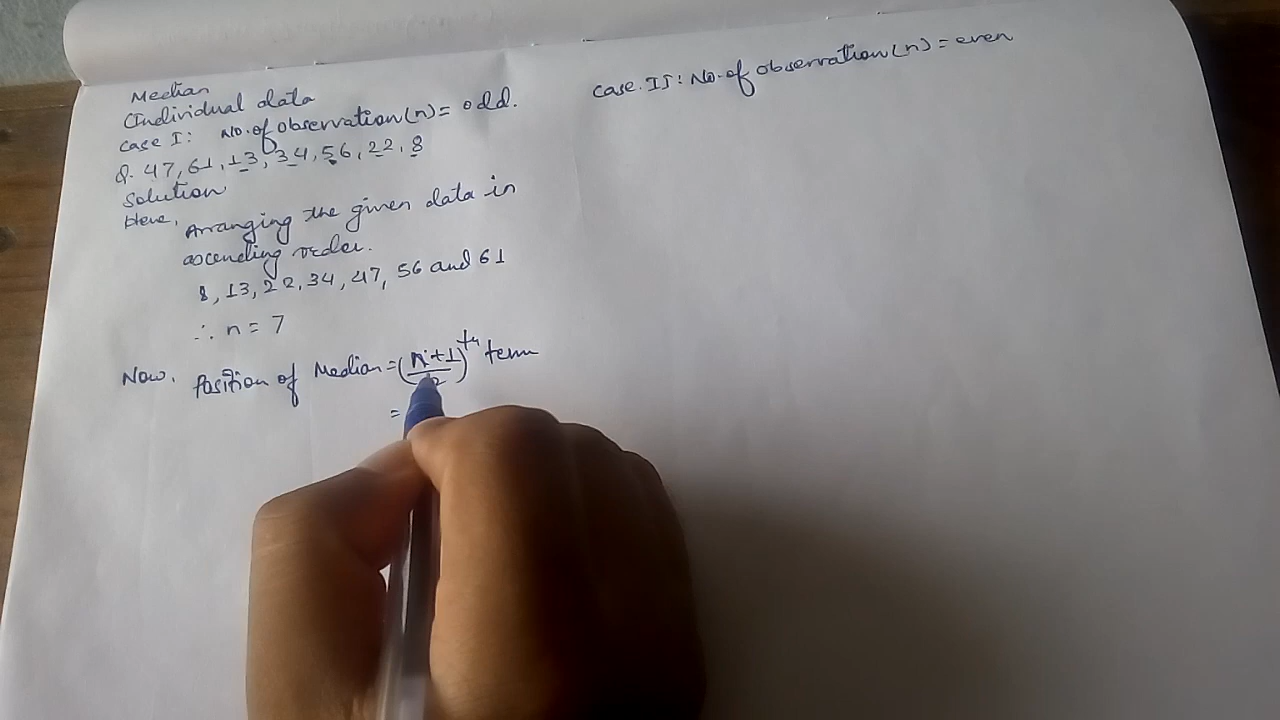 Median
(Individual data
Case I: No. of observation (n) = odd.
Q. 47, 61, 13, 34, 56, 22, 8
Solution
Here,
Arranging the given data in
ascending order.
8, 13, 22, 34, 47, 56 and 61
∴ n = 7
Now, Position of Median = (n+1/2)th term
=
case. II: No. of observation (n) = even